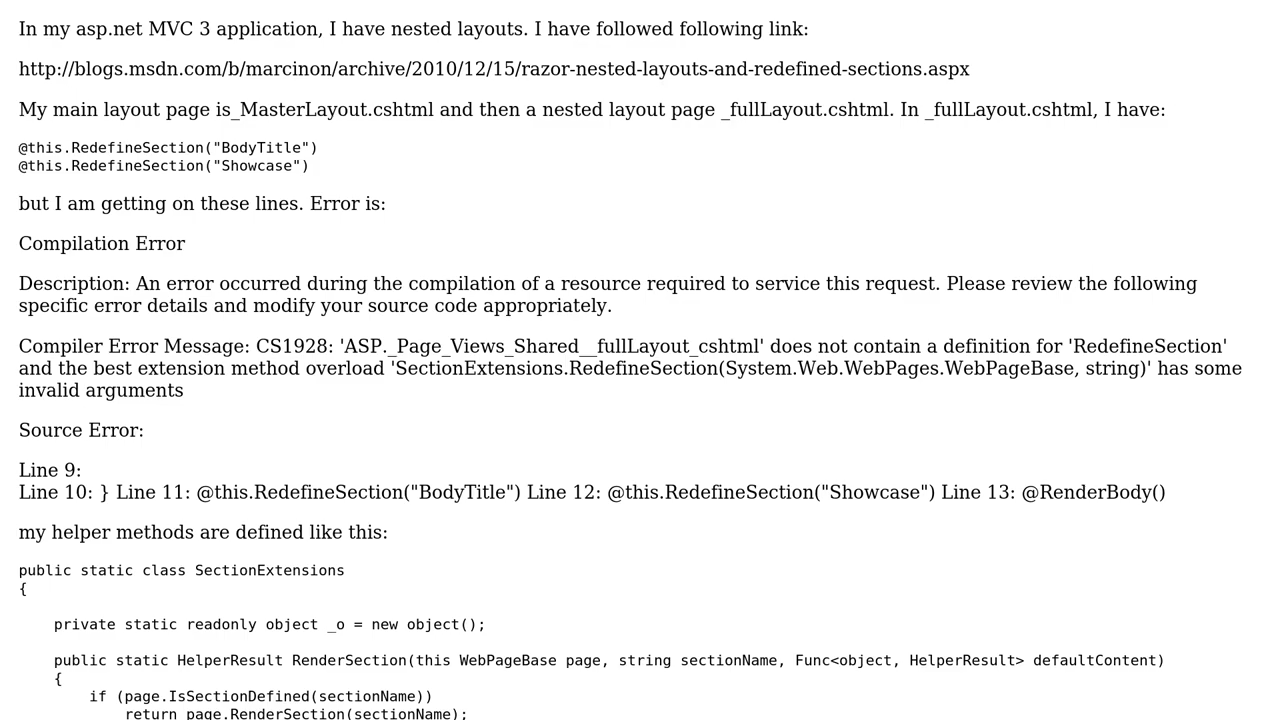 In my asp.net MVC 3 application, I have nested layouts. I have followed following link:
http://blogs.msdn.com/b/marcinon/archive/2010/12/15/razor-nested-layouts-and-redefined-sections.aspx
My main layout page is_MasterLayout.cshtml and then a nested layout page _fullLayout.cshtml. In _fullLayout.cshtml, I have:
@this.RedefineSection("BodyTitle")
@this.RedefineSection("Showcase")
but I am getting on these lines. Error is:
Compilation Error
Description: An error occurred during the compilation of a resource required to service this request. Please review the following
specific error details and modify your source code appropriately.
Compiler Error Message: CS1928: 'ASP._Page_Views_Shared__fullLayout_cshtml' does not contain a definition for 'RedefineSection'
and the best extension method overload 'SectionExtensions.RedefineSection(System.Web.WebPages.WebPageBase, string)' has some
invalid arguments
Source Error:
Line 9:
Line 10: } Line 11: @this.RedefineSection("BodyTitle") Line 12: @this.RedefineSection("Showcase") Line 13: @RenderBody()
my helper methods are defined like this:
public static class SectionExtensions
{
    private static readonly object _o = new object();
    public static HelperResult RenderSection(this WebPageBase page, string sectionName, Func<object, HelperResult> defaultContent)
    {
        if (page.IsSectionDefined(sectionName))
            return page.RenderSection(sectionName);